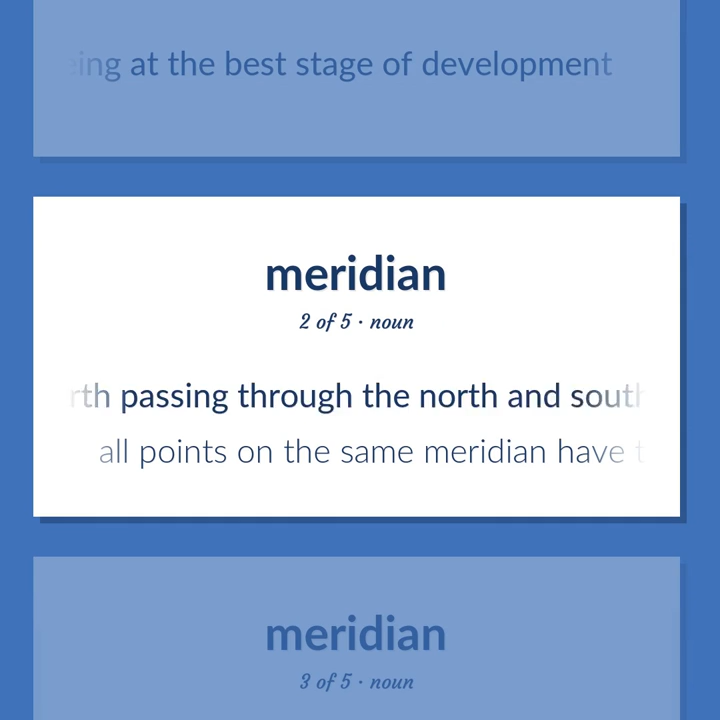 at the best stage of development
meridian
2 of 5 · noun
passing through the north and south
all points on the same meridian have
meridian
3 of 5 · noun